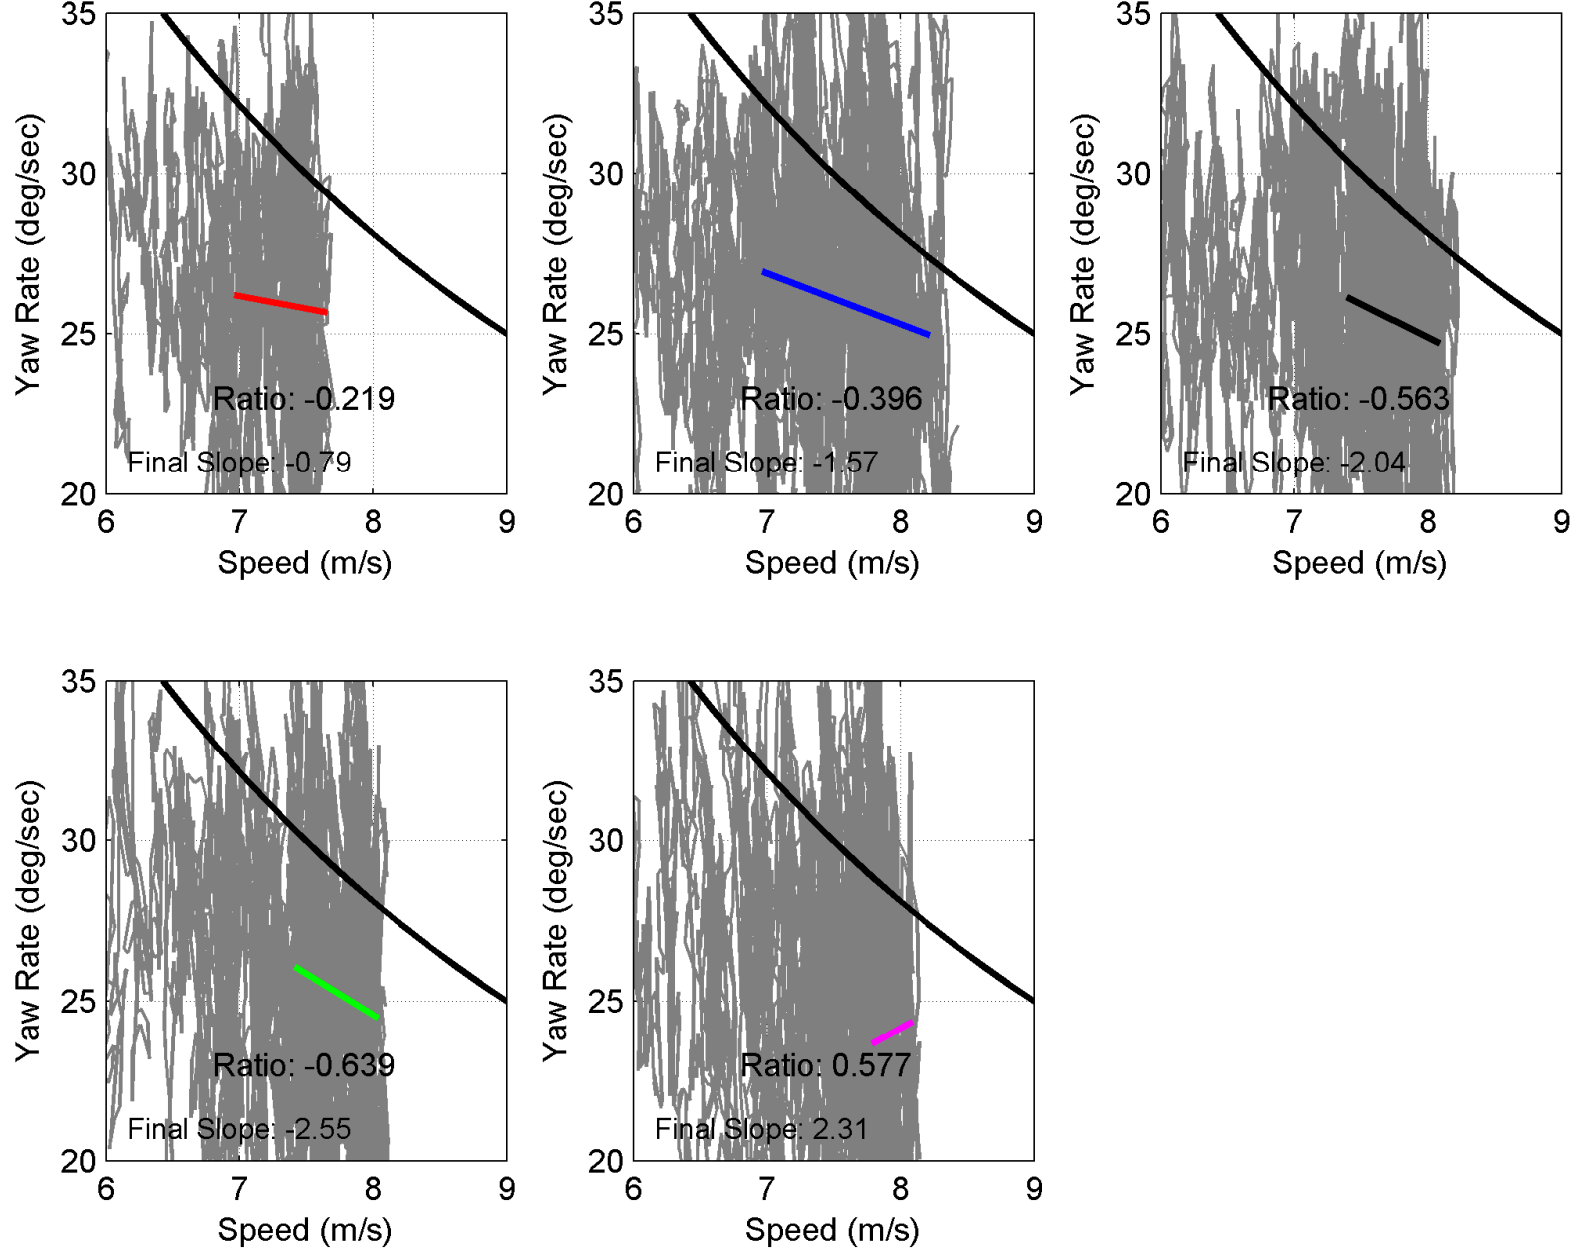 35
30
25
20
Yaw Rate (deg/sec)
Ratio: -0.219
Final Slope: -0.79
6 7 8 9
Speed (m/s)
35
30
25
20
Yaw Rate (deg/sec)
Ratio: -0.396
Final Slope: -1.57
6 7 8 9
Speed (m/s)
35
30
25
20
Yaw Rate (deg/sec)
Ratio: -0.563
Final Slope: -2.04
6 7 8 9
Speed (m/s)
35
30
25
20
Yaw Rate (deg/sec)
Ratio: -0.639
Final Slope: -2.55
6 7 8 9
Speed (m/s)
35
30
25
20
Yaw Rate (deg/sec)
Ratio: 0.577
Final Slope: 2.31
6 7 8 9
Speed (m/s)